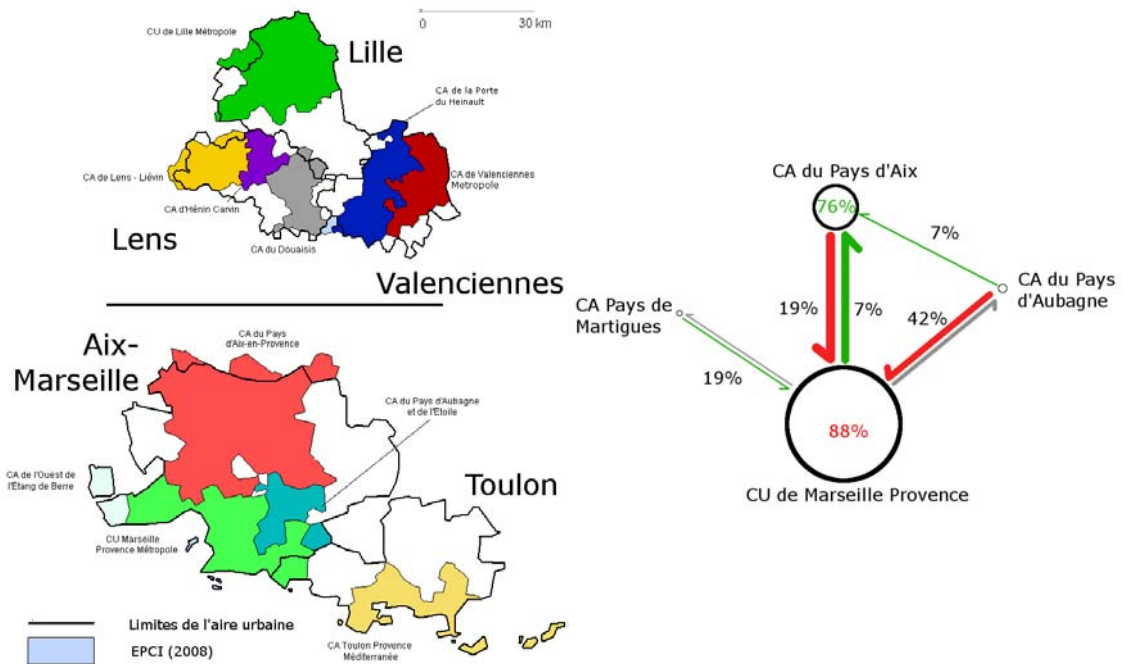 0 30 km
CU de Lille Métropole
Lille
CA de la Porte
du Heinault
CA de Lens - Liévin
CA de Valenciennes
Metropole
CA d'Hénin Carvin
Lens
CA du Douaisis
Valenciennes
Aix-
Marseille
CA du Pays
d'Aix-en-Provence
CA du Pays d'Aubagne
et de l'Etoile
CA de l'Ouest de
l'Étang de Berre
Toulon
CU Marseille
Provence Métropole
CA Toulon Provence
Méditerranée
Limites de l'aire urbaine
EPCI (2008)
CA du Pays d'Aix
76%
7%
CA du Pays
d'Aubagne
CA Pays de
Martigues
19%
7%
42%
19%
88%
CU de Marseille Provence